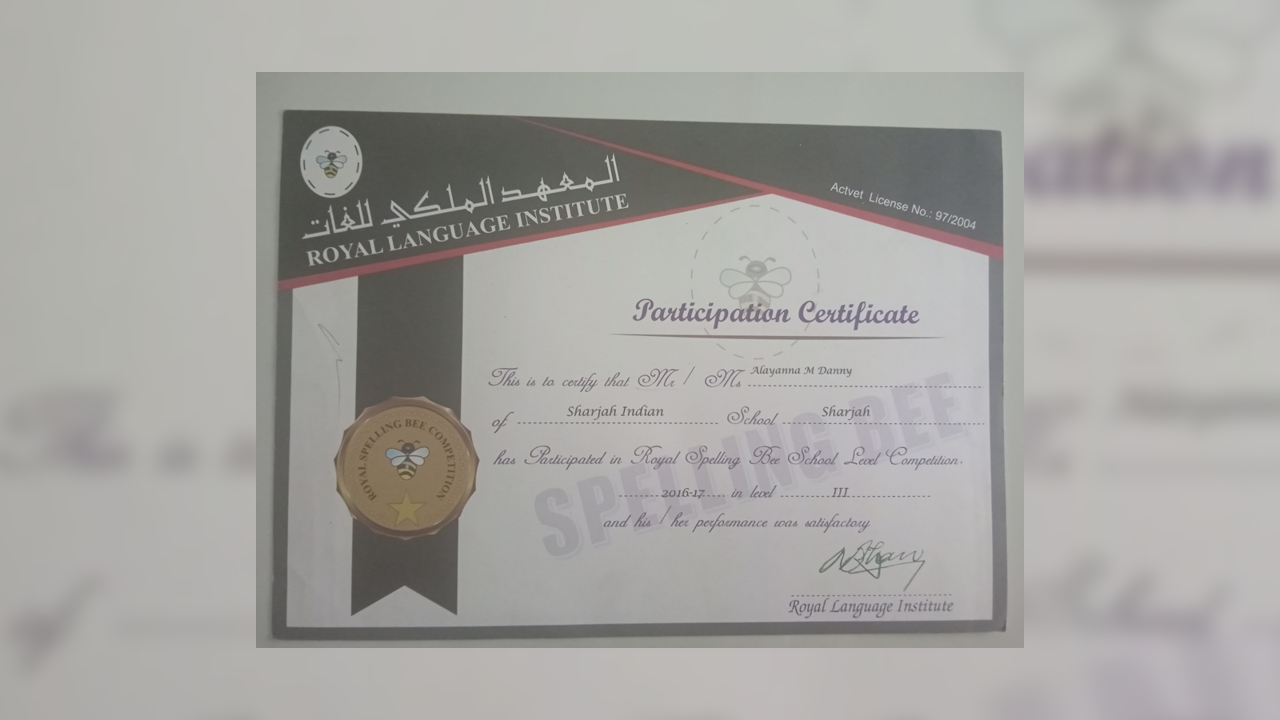 المعهد الملكي للغات
ROYAL LANGUAGE INSTITUTE
Actvet License No.: 97/2004
Participation Certificate
This is to certify that Mr / Ms Alayanna M Danny
of Sharjah Indian School Sharjah
has Participated in Royal Spelling Bee School Level Competition.
2016-17 in level III
and his / her performance was satisfactory
SPELLING BEE
ROYAL SPELLING BEE COMPETITION
Royal Language Institute